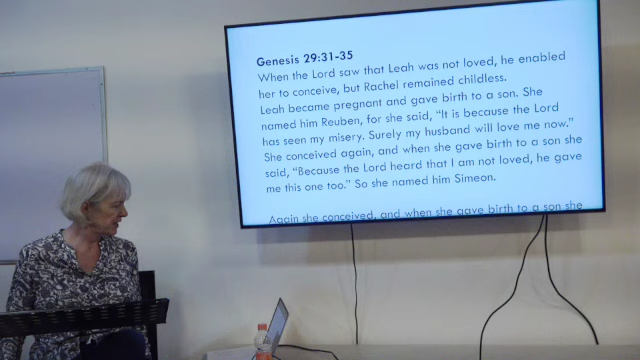 Genesis 29:31-35
When the Lord saw that Leah was not loved, he enabled
her to conceive, but Rachel remained childless.
Leah became pregnant and gave birth to a son. She
named him Reuben, for she said, “It is because the Lord
has seen my misery. Surely my husband will love me now.”
She conceived again, and when she gave birth to a son she
said, “Because the Lord heard that I am not loved, he gave
me this one too.” So she named him Simeon.
Again she conceived, and when she gave birth to a son she